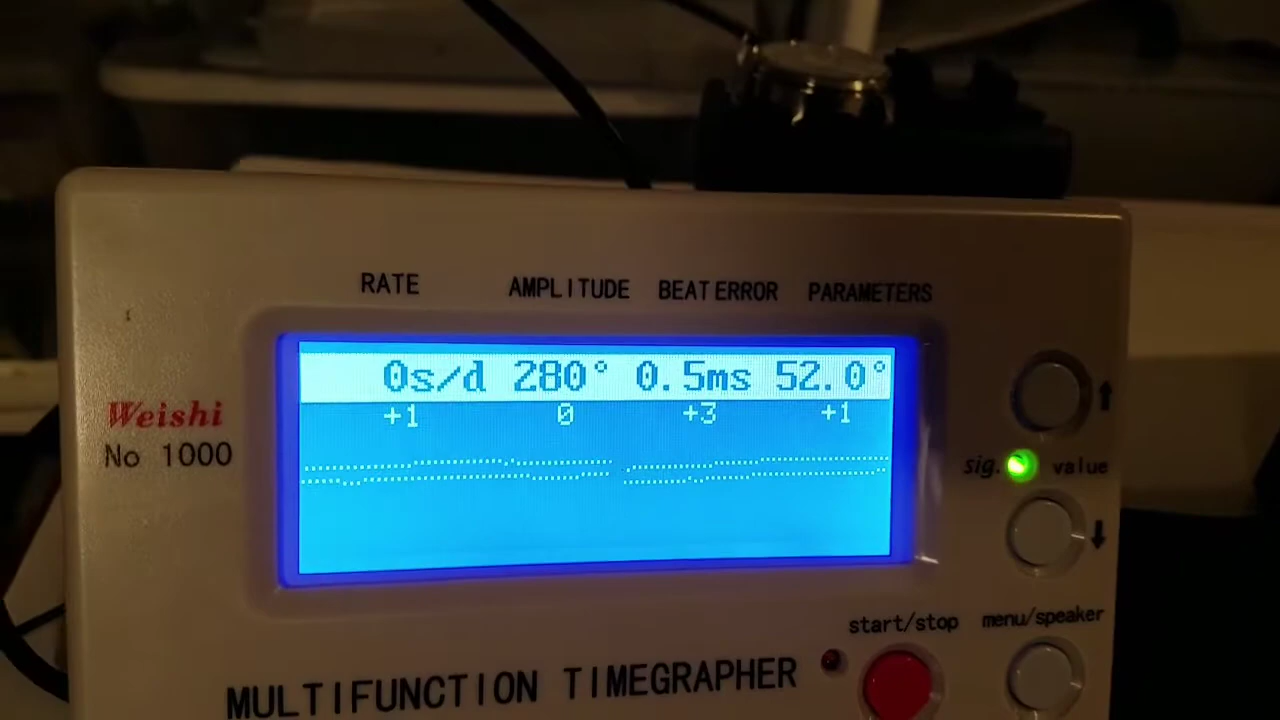 RATE AMPLITUDE BEAT ERROR PARAMETERS
0s/d 280° 0.5ms 52.0°
+1 0 +3 +1
Weishi
No 1000
sig. value
start/stop menu/speaker
MULTIFUNCTION TIMEGRAPHER